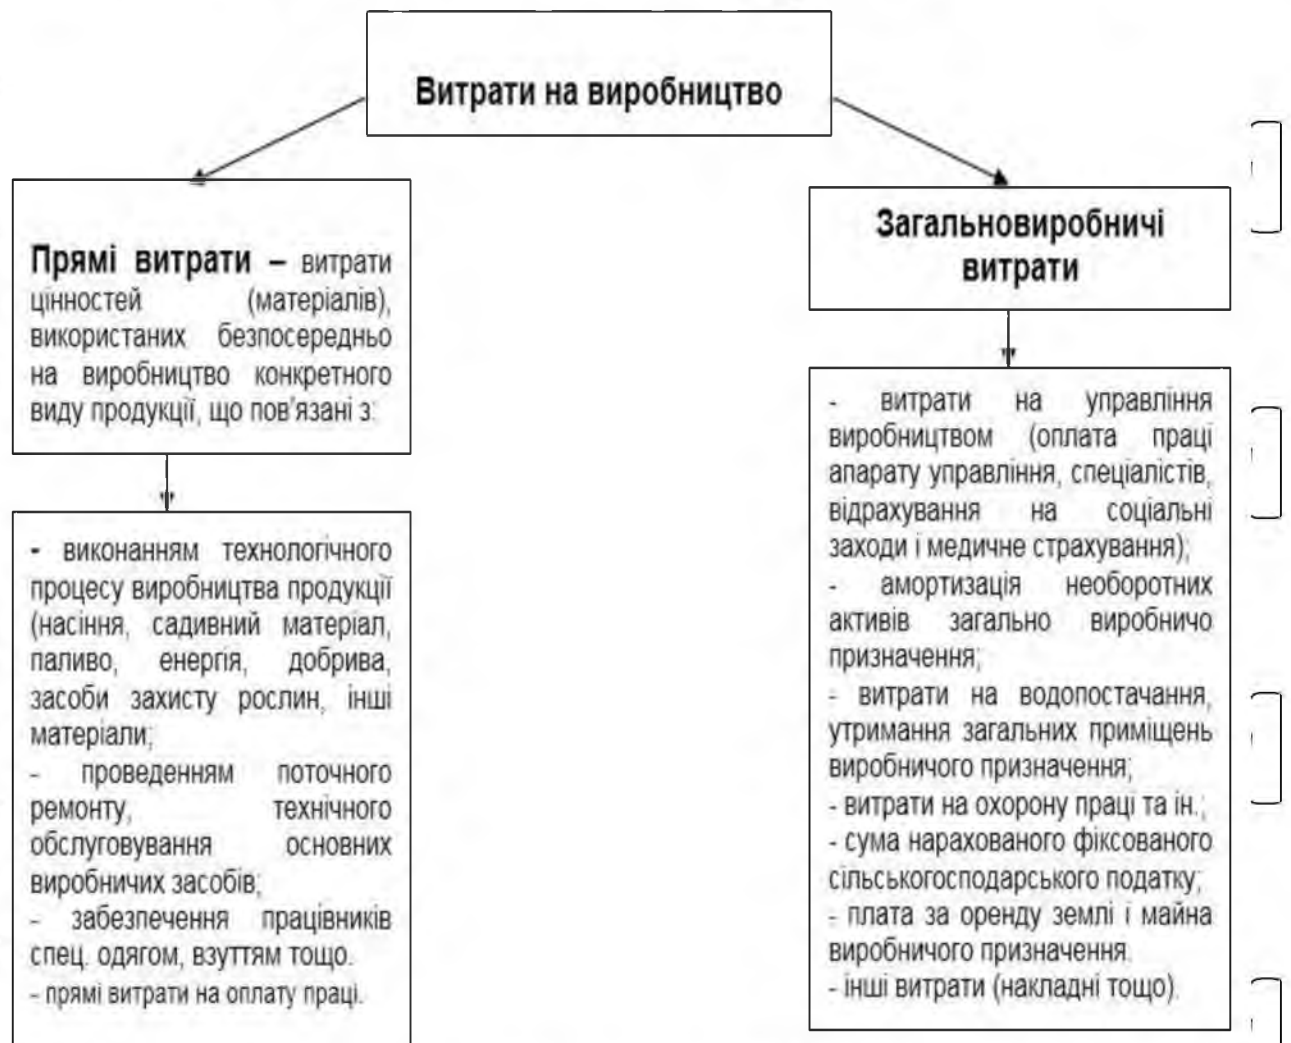 Витрати на виробництво
Прямі витрати – витрати
цінностей (матеріалів),
використаних безпосередньо
на виробництво конкретного
виду продукції, що пов'язані з:
- виконанням технологічного
процесу виробництва продукції
(насіння, садивний матеріал,
паливо, енергія, добрива,
засоби захисту рослин, інші
матеріали;
- проведенням поточного
ремонту, технічного
обслуговування основних
виробничих засобів;
- забезпечення працівників
спец. одягом, взуттям тощо.
- прямі витрати на оплату праці.
Загальновиробничі
витрати
- витрати на управління
виробництвом (оплата праці
апарату управління, спеціалістів,
відрахування на соціальні
заходи і медичне страхування);
- амортизація необоротних
активів загально виробничо
призначення;
- витрати на водопостачання,
утримання загальних приміщень
виробничого призначення;
- витрати на охорону праці та ін.;
- сума нарахованого фіксованого
сільськогосподарського податку;
- плата за оренду землі і майна
виробничого призначення.
- інші витрати (накладні тощо).